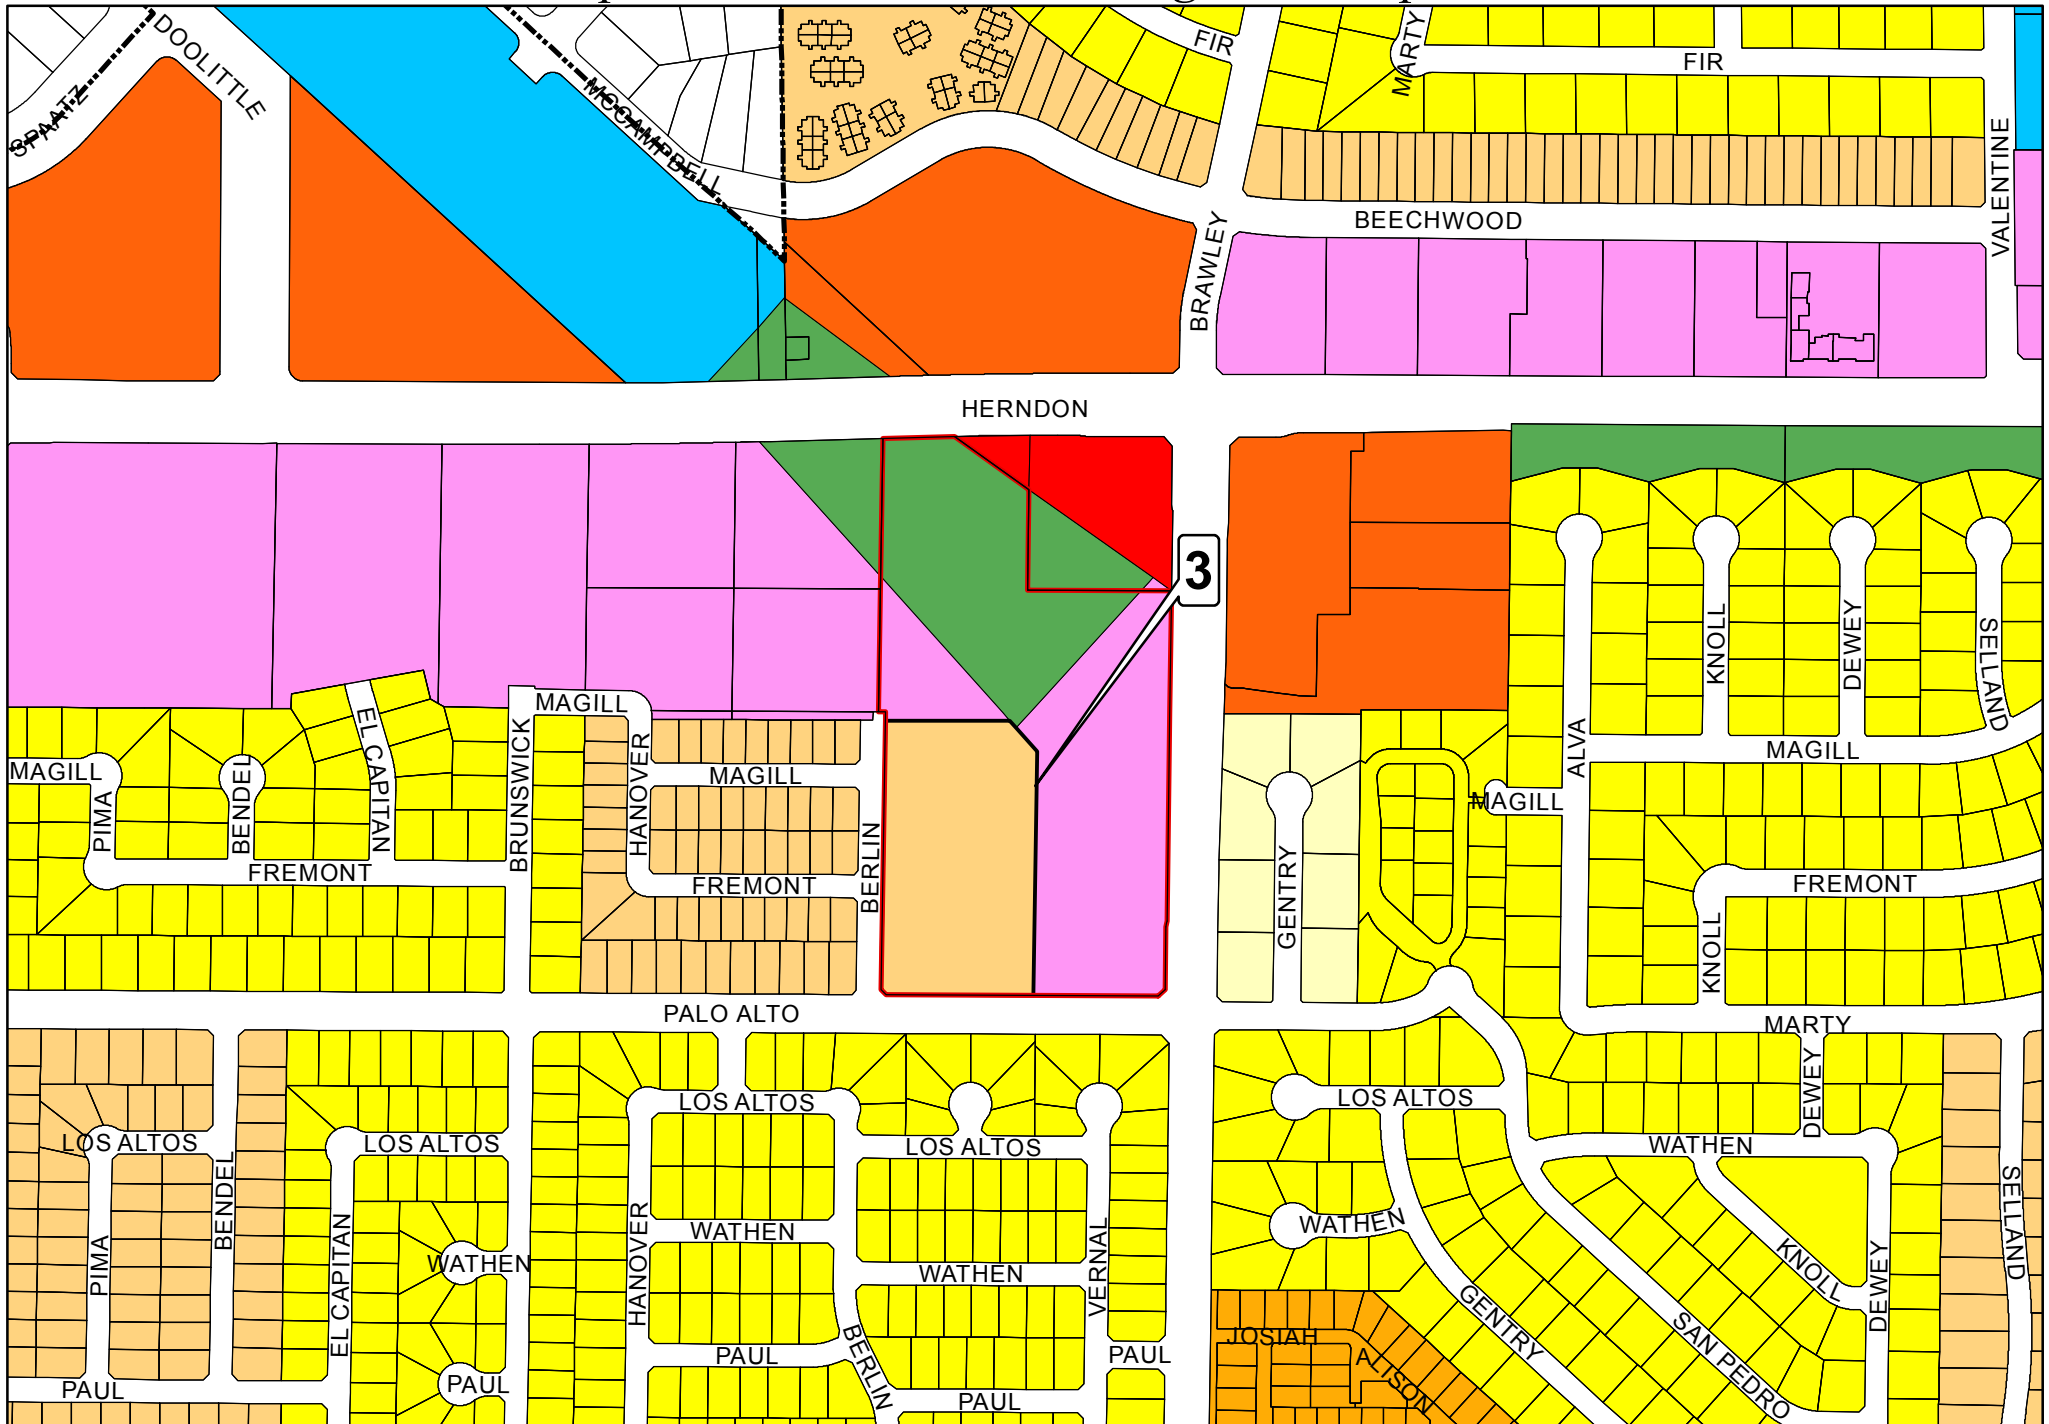 DOOLITTLE
SPAATZ
MCCAMPBELL
FIR
MARTY
FIR
VALENTINE
BEECHWOOD
BRAWLEY
HERNDON
3
MAGILL
PIMA
BENDEL
EL CAPITAN
BRUNSWICK
MAGILL
HANOVER
MAGILL
FREMONT
FREMONT
BERLIN
GENTRY
MAGILL
ALVA
KNOLL
DEWEY
SELLAND
MAGILL
FREMONT
KNOLL
PALO ALTO
MARTY
DEWEY
LOS ALTOS
LOS ALTOS
LOS ALTOS
LOS ALTOS
LOS ALTOS
WATHEN
PIMA
BENDEL
EL CAPITAN
WATHEN
HANOVER
WATHEN
WATHEN
VERNAL
WATHEN
KNOLL
DEWEY
SELLAND
GENTRY
SAN PEDRO
JOSIAH
ALISON
PAUL
PAUL
PAUL
BERLIN
PAUL
PAUL